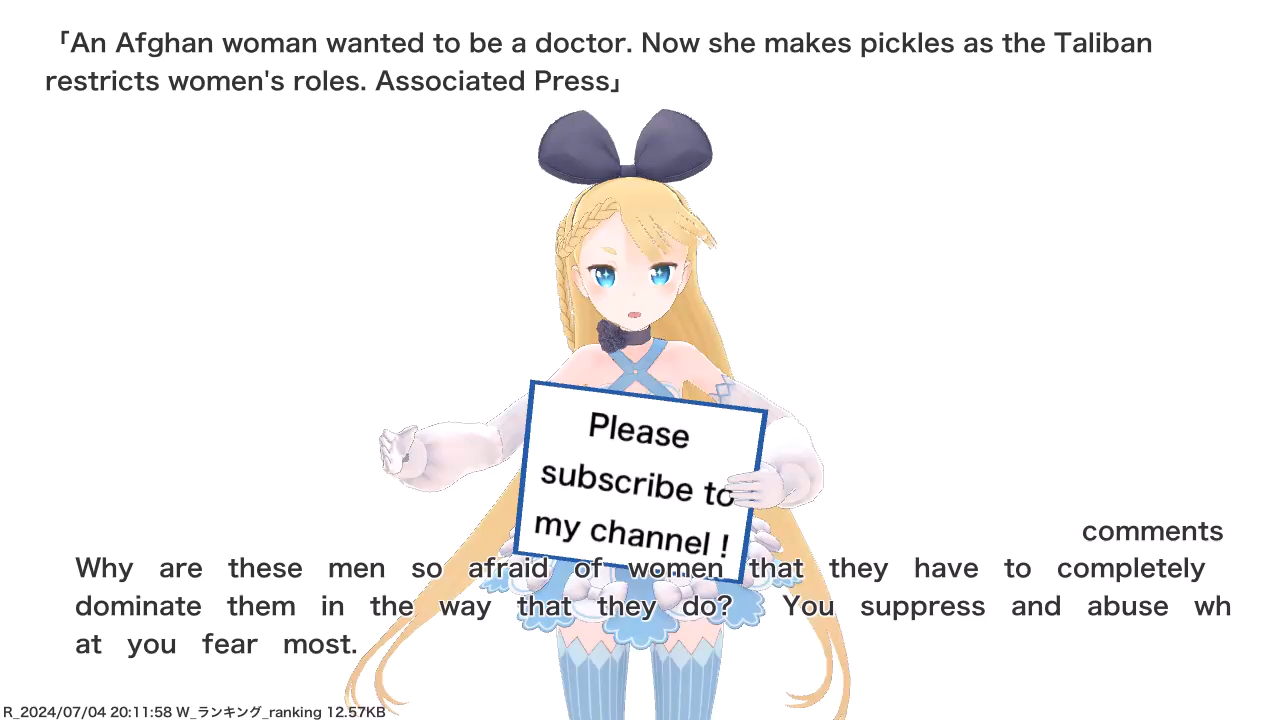 「An Afghan woman wanted to be a doctor. Now she makes pickles as the Taliban
restricts women's roles. Associated Press」
Please
subscribe to
my channel !
comments
Why are these men so afraid of women that they have to completely
dominate them in the way that they do? You suppress and abuse wh
at you fear most.
R_2024/07/04 20:11:58 W_ランキング_ranking 12.57KB